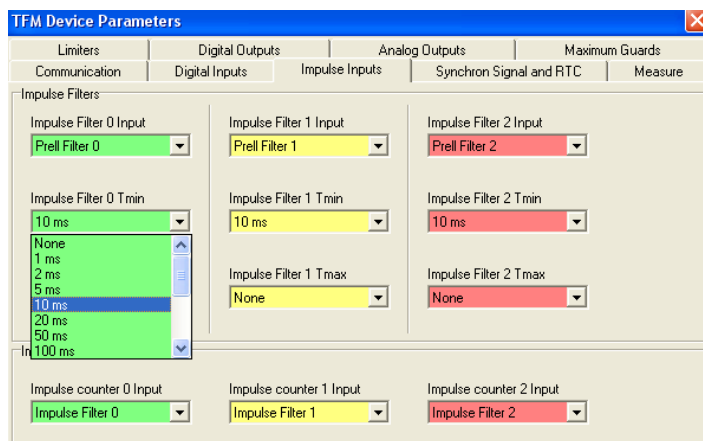 TFM Device Parameters
Limiters Digital Outputs Analog Outputs Maximum Guards
Communication Digital Inputs Impulse Inputs Synchron Signal and RTC Measure
Impulse Filters
Impulse Filter 0 Input Impulse Filter 1 Input Impulse Filter 2 Input
Prell Filter 0 Prell Filter 1 Prell Filter 2
Impulse Filter 0 Tmin Impulse Filter 1 Tmin Impulse Filter 2 Tmin
10 ms 10 ms 10 ms
None
1 ms
2 ms
5 ms
10 ms
20 ms
50 ms
100 ms
Impulse Filter 1 Tmax Impulse Filter 2 Tmax
None None
In
Impulse counter 0 Input Impulse counter 1 Input Impulse counter 2 Input
Impulse Filter 0 Impulse Filter 1 Impulse Filter 2